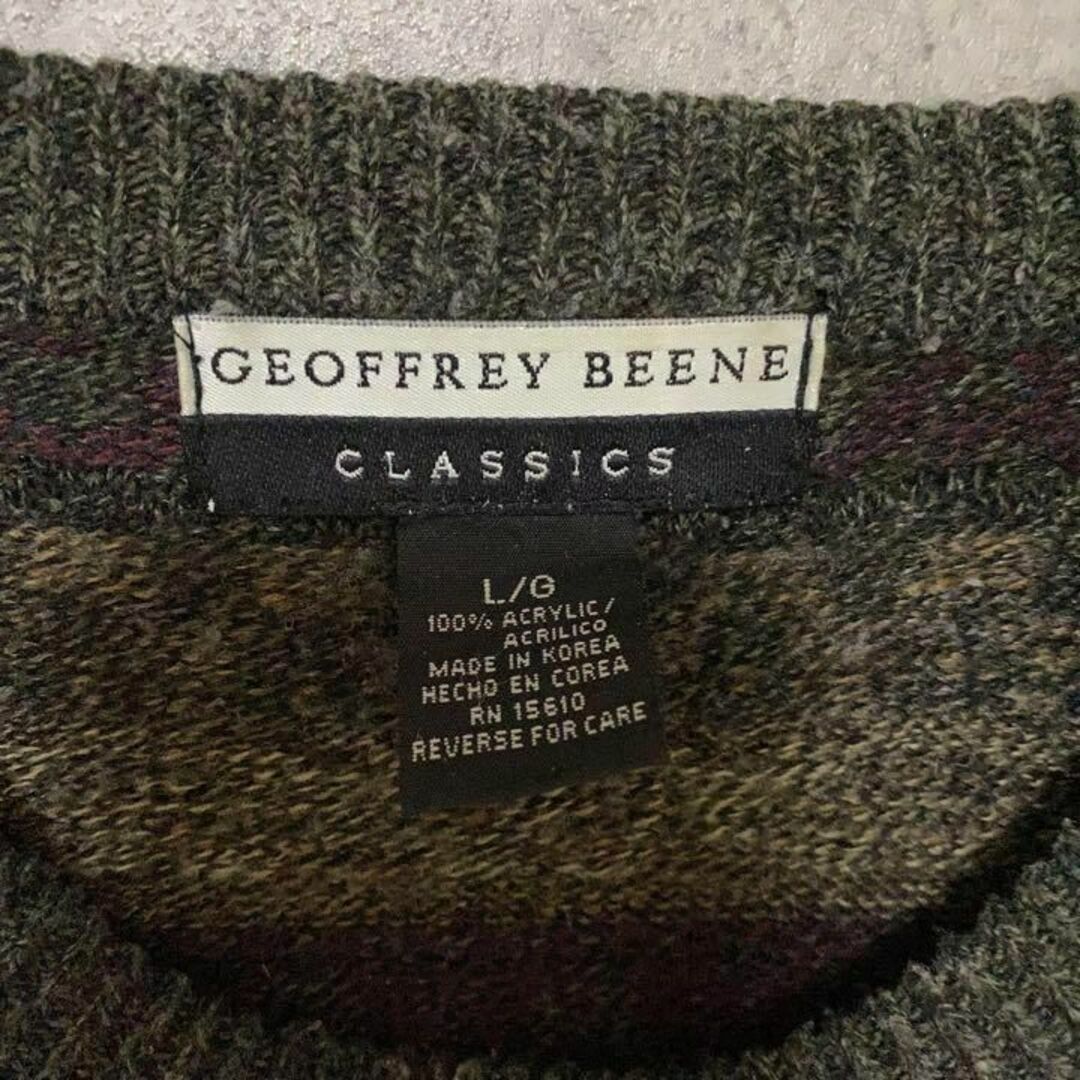 GEOFFREY BEENE
CLASSICS
L/G
100% ACRYLIC/
ACRILICO
MADE IN KOREA
HECHO EN COREA
RN 15610
REVERSE FOR CARE